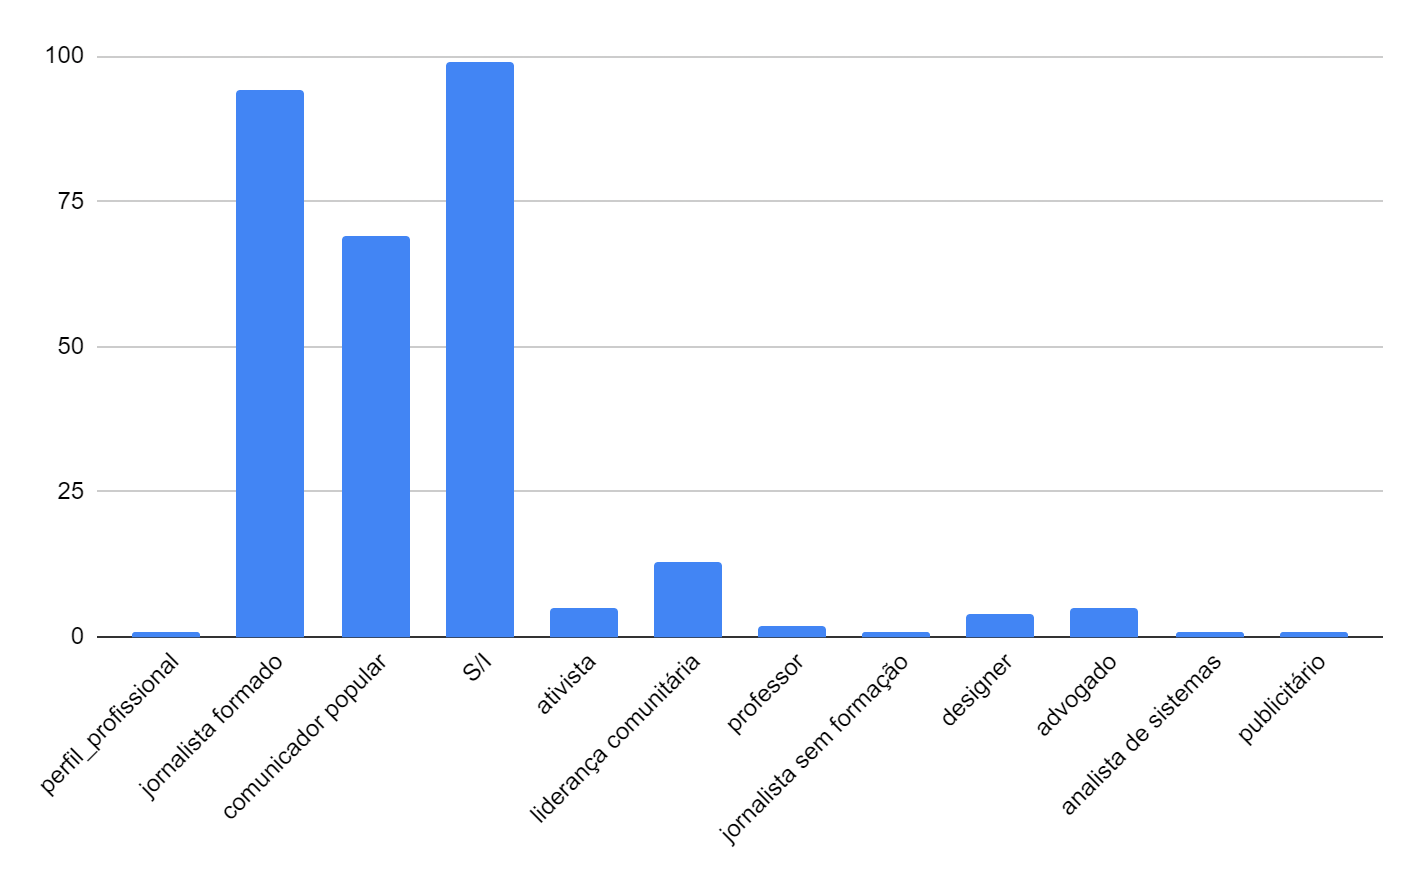 100
75
50
25
0
perfil_profissional
jornalista formado
comunicador popular
S/I
ativista
liderança comunitária
professor
jornalista sem formação
designer
advogado
analista de sistemas
publicitário